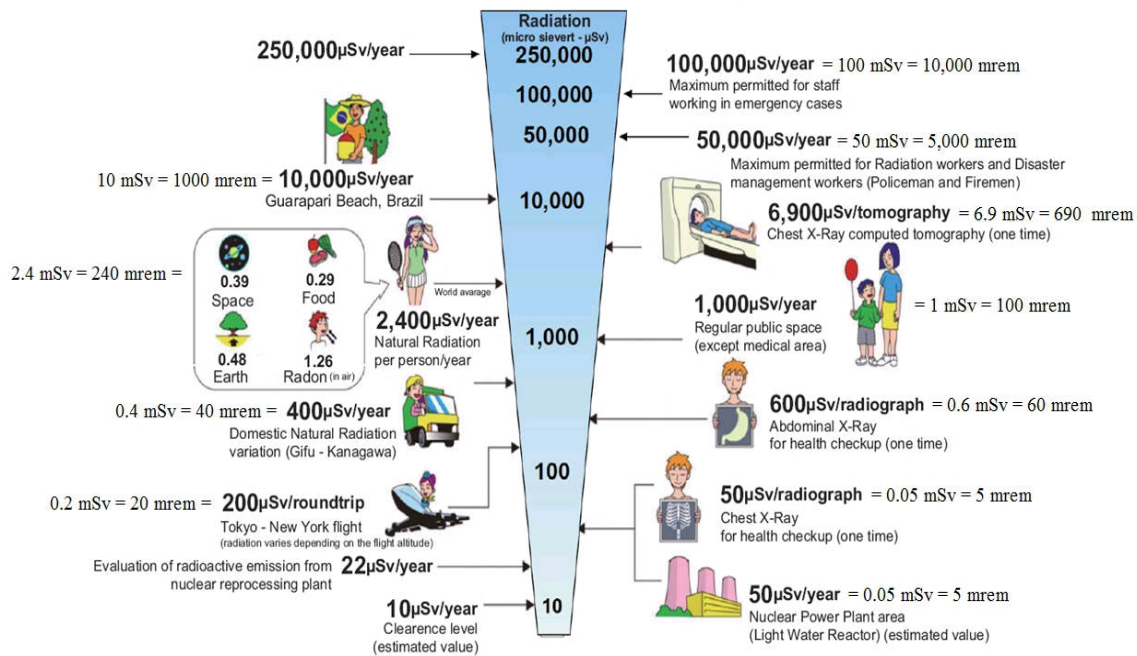 Radiation
(micro sievert - µSv)
250,000
100,000
50,000
10,000
1,000
100
10
250,000µSv/year
10 mSv = 1000 mrem = 10,000µSv/year
Guarapari Beach, Brazil
2.4 mSv = 240 mrem =
0.39
Space
0.29
Food
0.48
Earth
1.26
Radon (in air)
World avarage
2,400µSv/year
Natural Radiation
per person/year
0.4 mSv = 40 mrem = 400µSv/year
Domestic Natural Radiation
variation (Gifu - Kanagawa)
0.2 mSv = 20 mrem = 200µSv/roundtrip
Tokyo - New York flight
(radiation varies depending on the flight altitude)
Evaluation of radioactive emission from
nuclear reprocessing plant
22µSv/year
10µSv/year
Clearence level
(estimated value)
100,000µSv/year = 100 mSv = 10,000 mrem
Maximum permitted for staff
working in emergency cases
50,000µSv/year = 50 mSv = 5,000 mrem
Maximum permitted for Radiation workers and Disaster
management workers (Policeman and Firemen)
6,900µSv/tomography = 6.9 mSv = 690 mrem
Chest X-Ray computed tomography (one time)
1,000µSv/year = 1 mSv = 100 mrem
Regular public space
(except medical area)
600µSv/radiograph = 0.6 mSv = 60 mrem
Abdominal X-Ray
for health checkup (one time)
50µSv/radiograph = 0.05 mSv = 5 mrem
Chest X-Ray
for health checkup (one time)
50µSv/year = 0.05 mSv = 5 mrem
Nuclear Power Plant area
(Light Water Reactor) (estimated value)